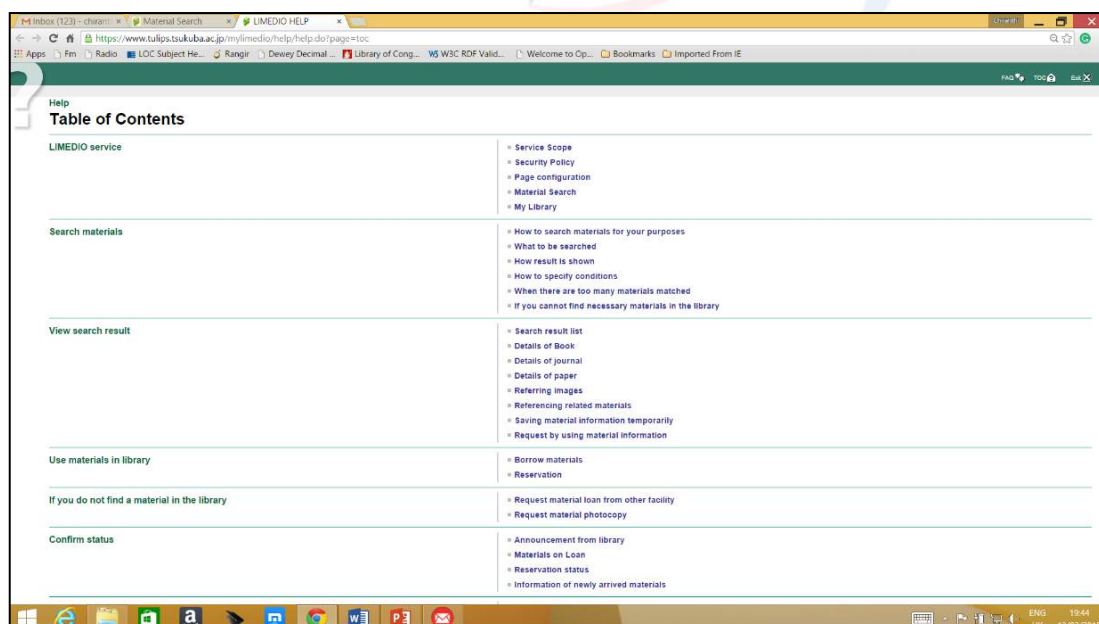 Inbox (123) - chiranth × Material Search × LIMEDIO HELP × Chiranthi
https://www.tulips.tsukuba.ac.jp/mylimedio/help/help.do?page=toc
Apps Fm Radio LOC Subject He... Rangir Dewey Decimal ... Library of Cong... W3C RDF Valid... Welcome to Op... Bookmarks Imported From IE
FAQ TOC Exit X
?
Help
Table of Contents
LIMEDIO service
Service Scope
Security Policy
Page configuration
Material Search
My Library
Search materials
How to search materials for your purposes
What to be searched
How result is shown
How to specify conditions
When there are too many materials matched
If you cannot find necessary materials in the library
View search result
Search result list
Details of Book
Details of journal
Details of paper
Referring images
Referencing related materials
Saving material information temporarily
Request by using material information
Use materials in library
Borrow materials
Reservation
If you do not find a material in the library
Request material loan from other facility
Request material photocopy
Confirm status
Announcement from library
Materials on Loan
Reservation status
Information of newly arrived materials
ENG 19:44